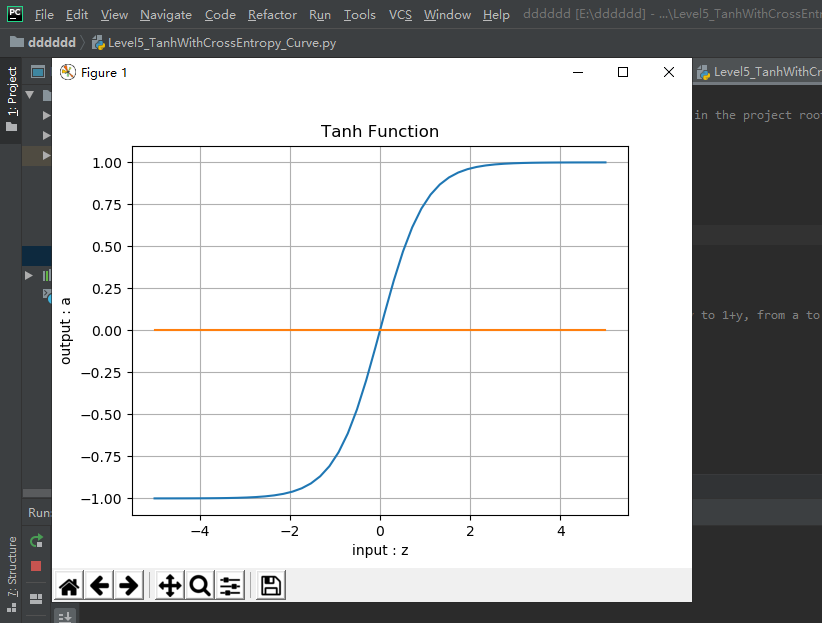 PC File Edit View Navigate Code Refactor Run Tools VCS Window Help dddddd [E:\dddddd] - ...\Level5_TanhWithCrossEntr
dddddd Level5_TanhWithCrossEntropy_Curve.py
1: Project
Figure 1
Level5_TanhWithCr
in the project roo
Tanh Function
1.00
0.75
0.50
0.25
0.00
−0.25
−0.50
−0.75
−1.00
output : a
to 1+y, from a to
−4 −2 0 2 4
input : z
Run:
7: Structure